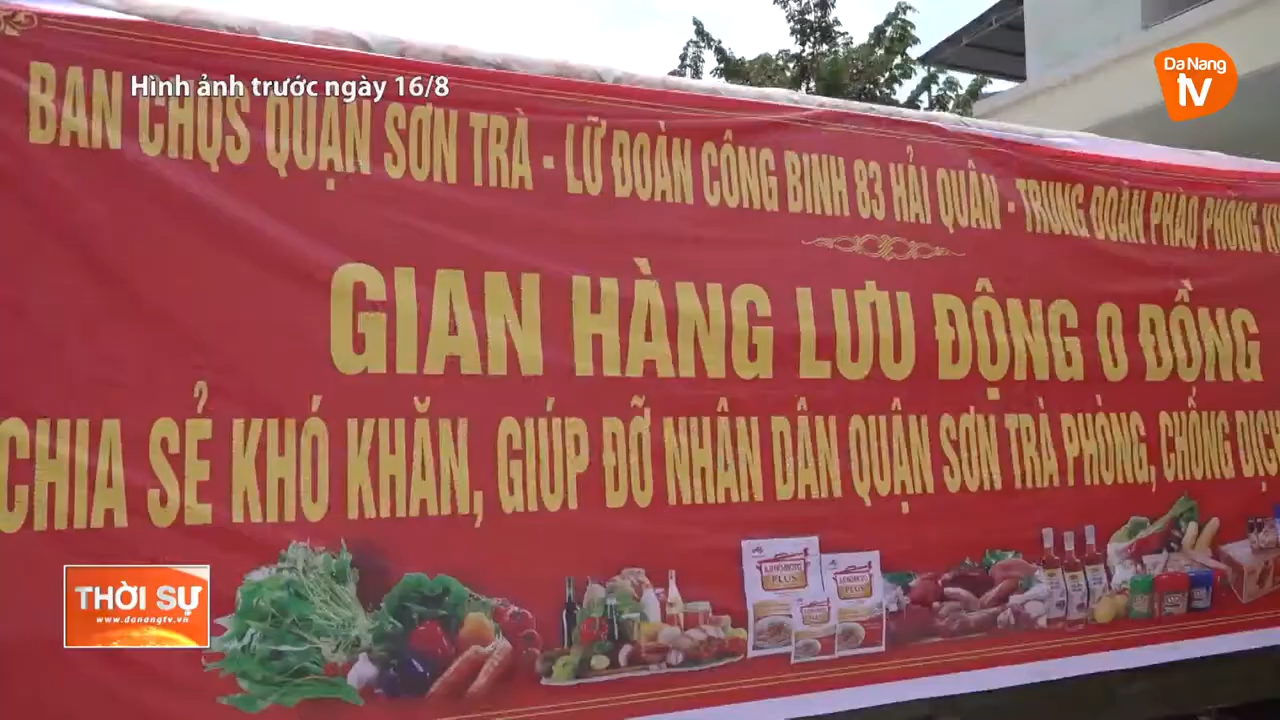 Hình ảnh trước ngày 16/8
Da Nang
tv
BAN CHQS QUẬN SƠN TRÀ - LỮ ĐOÀN CÔNG BINH 83 HẢI QUÂN - TRUNG ĐOÀN PHÁO PHÒNG
GIAN HÀNG LƯU ĐỘNG 0 ĐỒNG
CHIA SẺ KHÓ KHĂN, GIÚP ĐỠ NHÂN DÂN QUẬN SƠN TRÀ PHÒNG, CHỐNG DỊCH
PLUS
THỜI SỰ
www.danangtv.vn